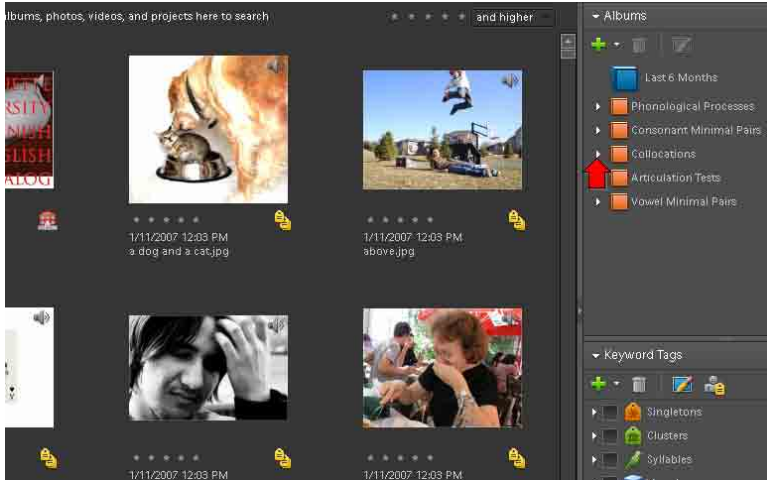 albums, photos, videos, and projects here to search
and higher
1/11/2007 12:03 PM
a dog and a cat.jpg
1/11/2007 12:03 PM
above.jpg
1/11/2007 12:03 PM
1/11/2007 12:03 PM
Albums
Last 6 Months
Phonological Processes
Consonant Minimal Pairs
Collocations
Articulation Tests
Vowel Minimal Pairs
Keyword Tags
Singletons
Clusters
Syllables